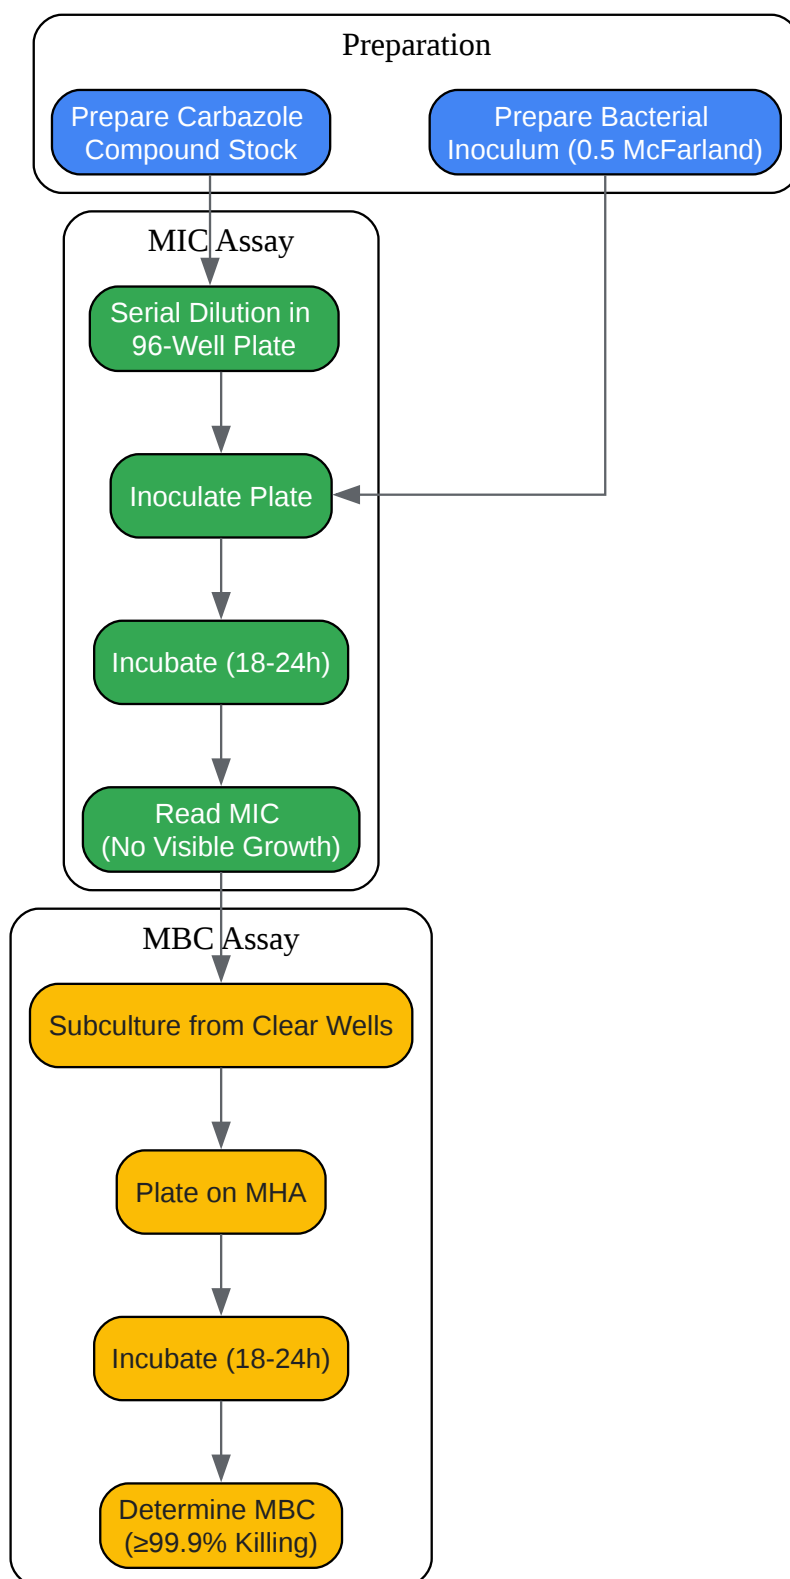 Preparation
Prepare Carbazole
Compound Stock
Prepare Bacterial
Inoculum (0.5 McFarland)
MIC Assay
Serial Dilution in
96-Well Plate
Inoculate Plate
Incubate (18-24h)
Read MIC
(No Visible Growth)
MBC Assay
Subculture from Clear Wells
Plate on MHA
Incubate (18-24h)
Determine MBC
(≥99.9% Killing)